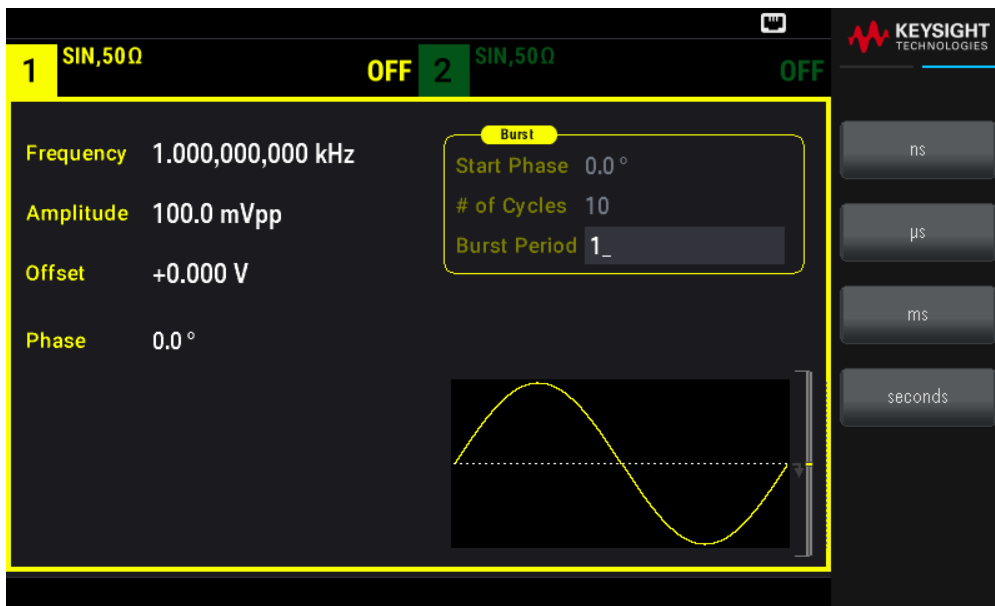 KEYSIGHT
TECHNOLOGIES
1 SIN,50Ω OFF 2 SIN,50Ω OFF
Burst
Frequency 1.000,000,000 kHz
Start Phase 0.0 °
Amplitude 100.0 mVpp
# of Cycles 10
Burst Period 1_
Offset +0.000 V
Phase 0.0 °
ns
µs
ms
seconds